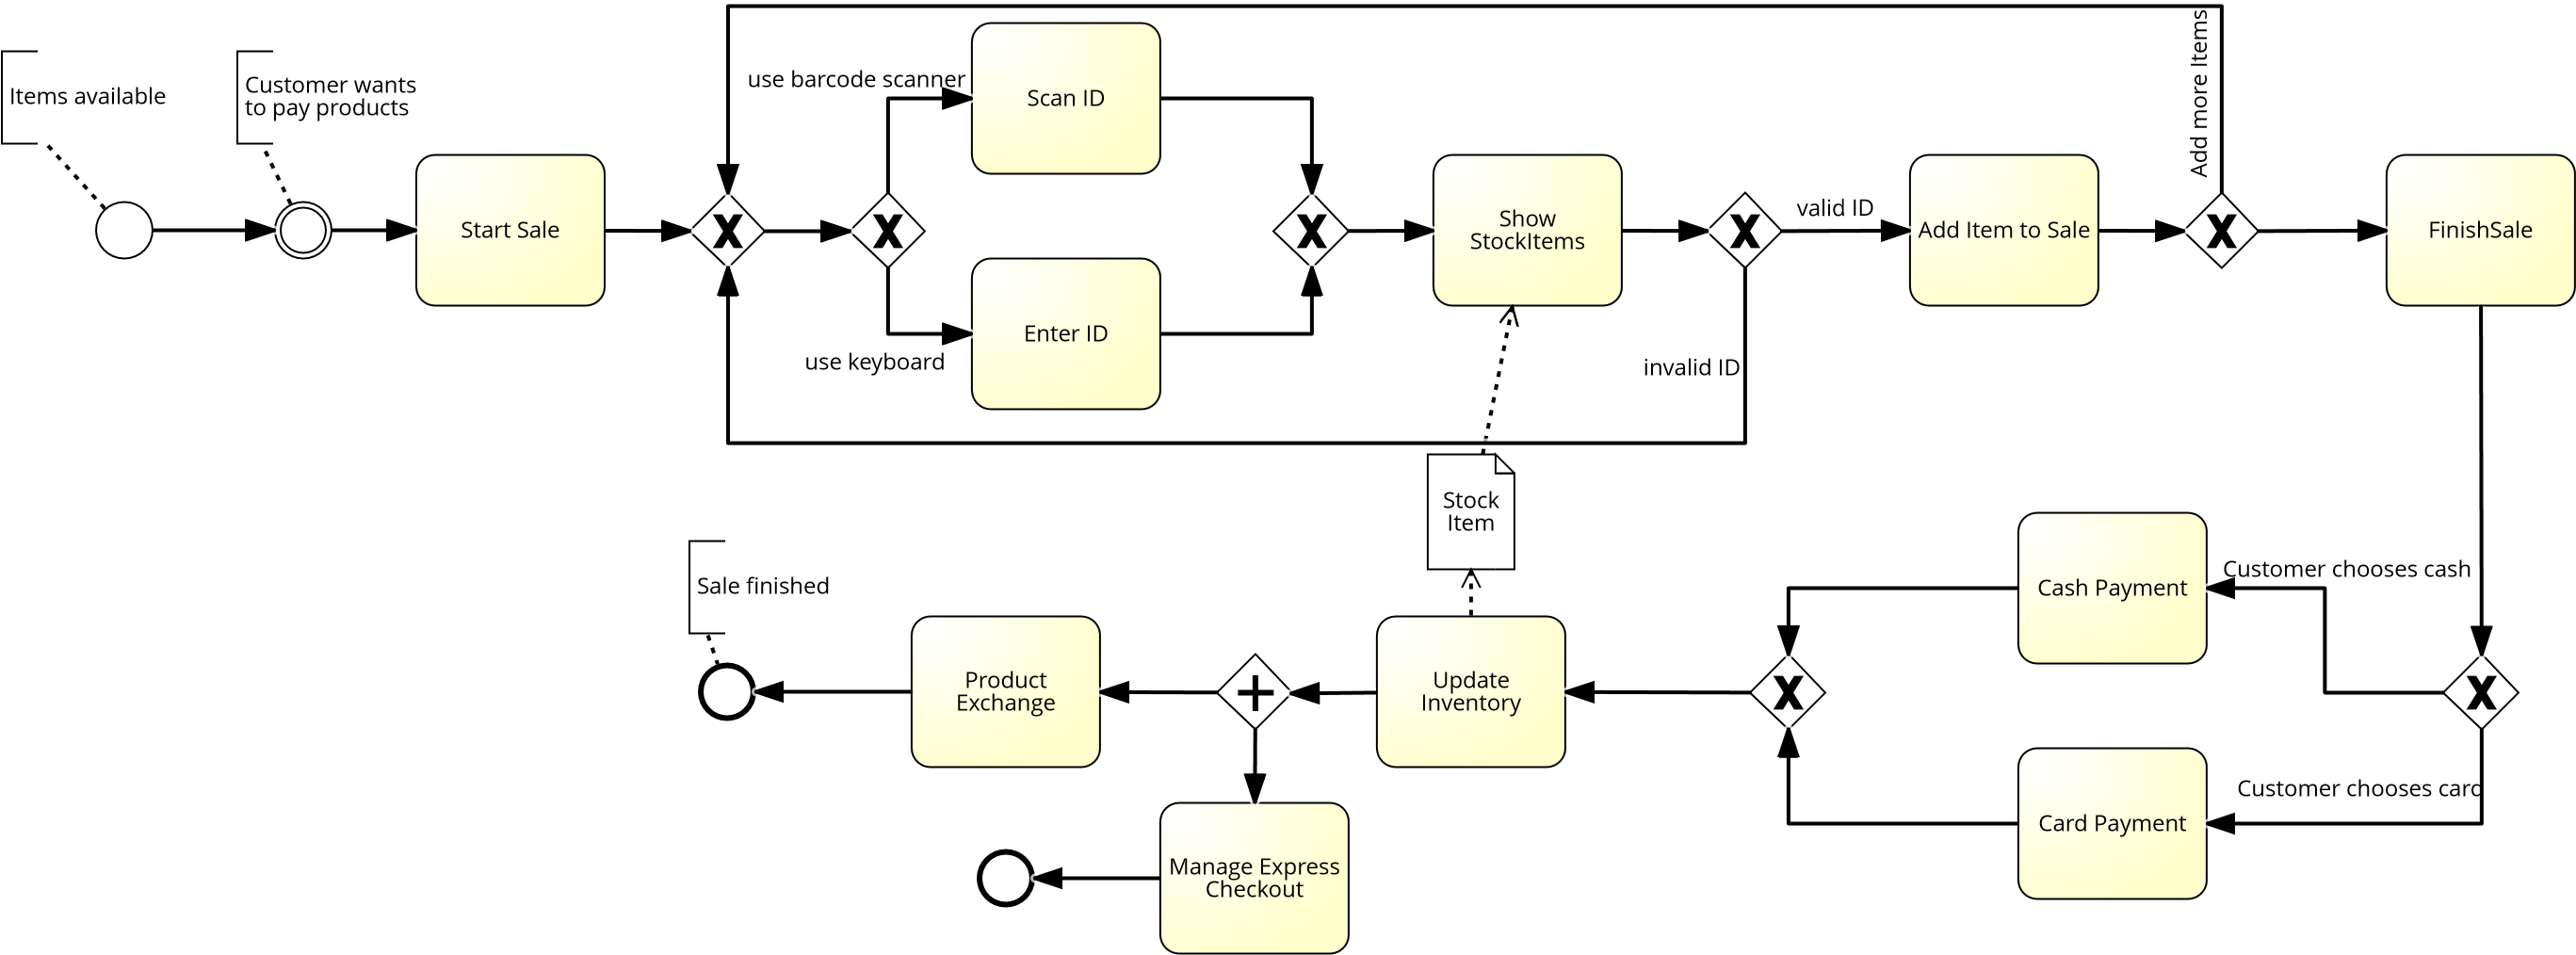 Items available
Customer wants
to pay products
Start Sale
use barcode scanner
Scan ID
use keyboard
Enter ID
Show
StockItems
valid ID
invalid ID
Add Item to Sale
Add more Items
FinishSale
Stock
Item
Customer chooses cash
Cash Payment
Customer chooses card
Card Payment
Update
Inventory
Product
Exchange
Sale finished
Manage Express
Checkout